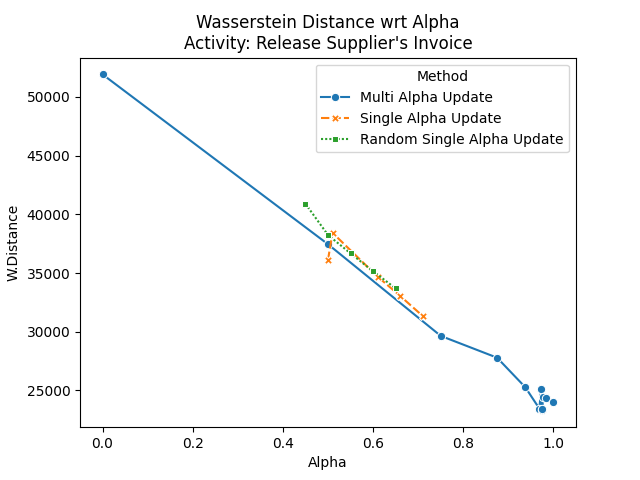 Wasserstein Distance wrt Alpha
Activity: Release Supplier's Invoice
Method
Multi Alpha Update
Single Alpha Update
Random Single Alpha Update
W.Distance
50000
45000
40000
35000
30000
25000
0.0 0.2 0.4 0.6 0.8 1.0
Alpha